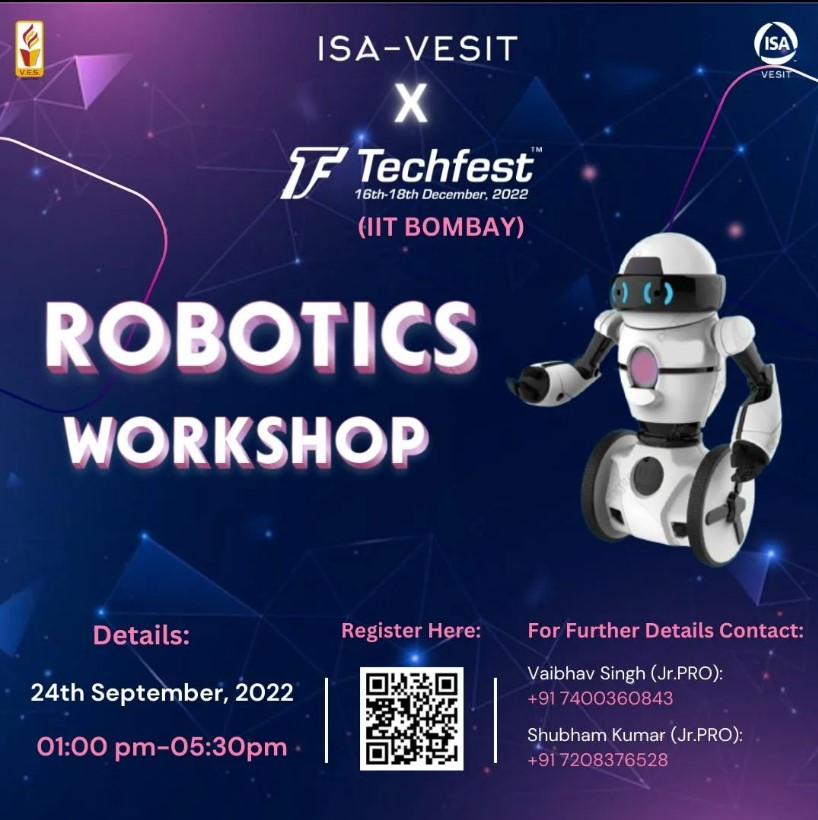 V.E.S.
ISA-VESIT
ISA
VESIT
X
TF Techfest™
16th-18th December, 2022
(IIT BOMBAY)
ROBOTICS
WORKSHOP
Details:
24th September, 2022
01:00 pm-05:30pm
Register Here:
For Further Details Contact:
Vaibhav Singh (Jr.PRO):
+91 7400360843
Shubham Kumar (Jr.PRO):
+91 7208376528